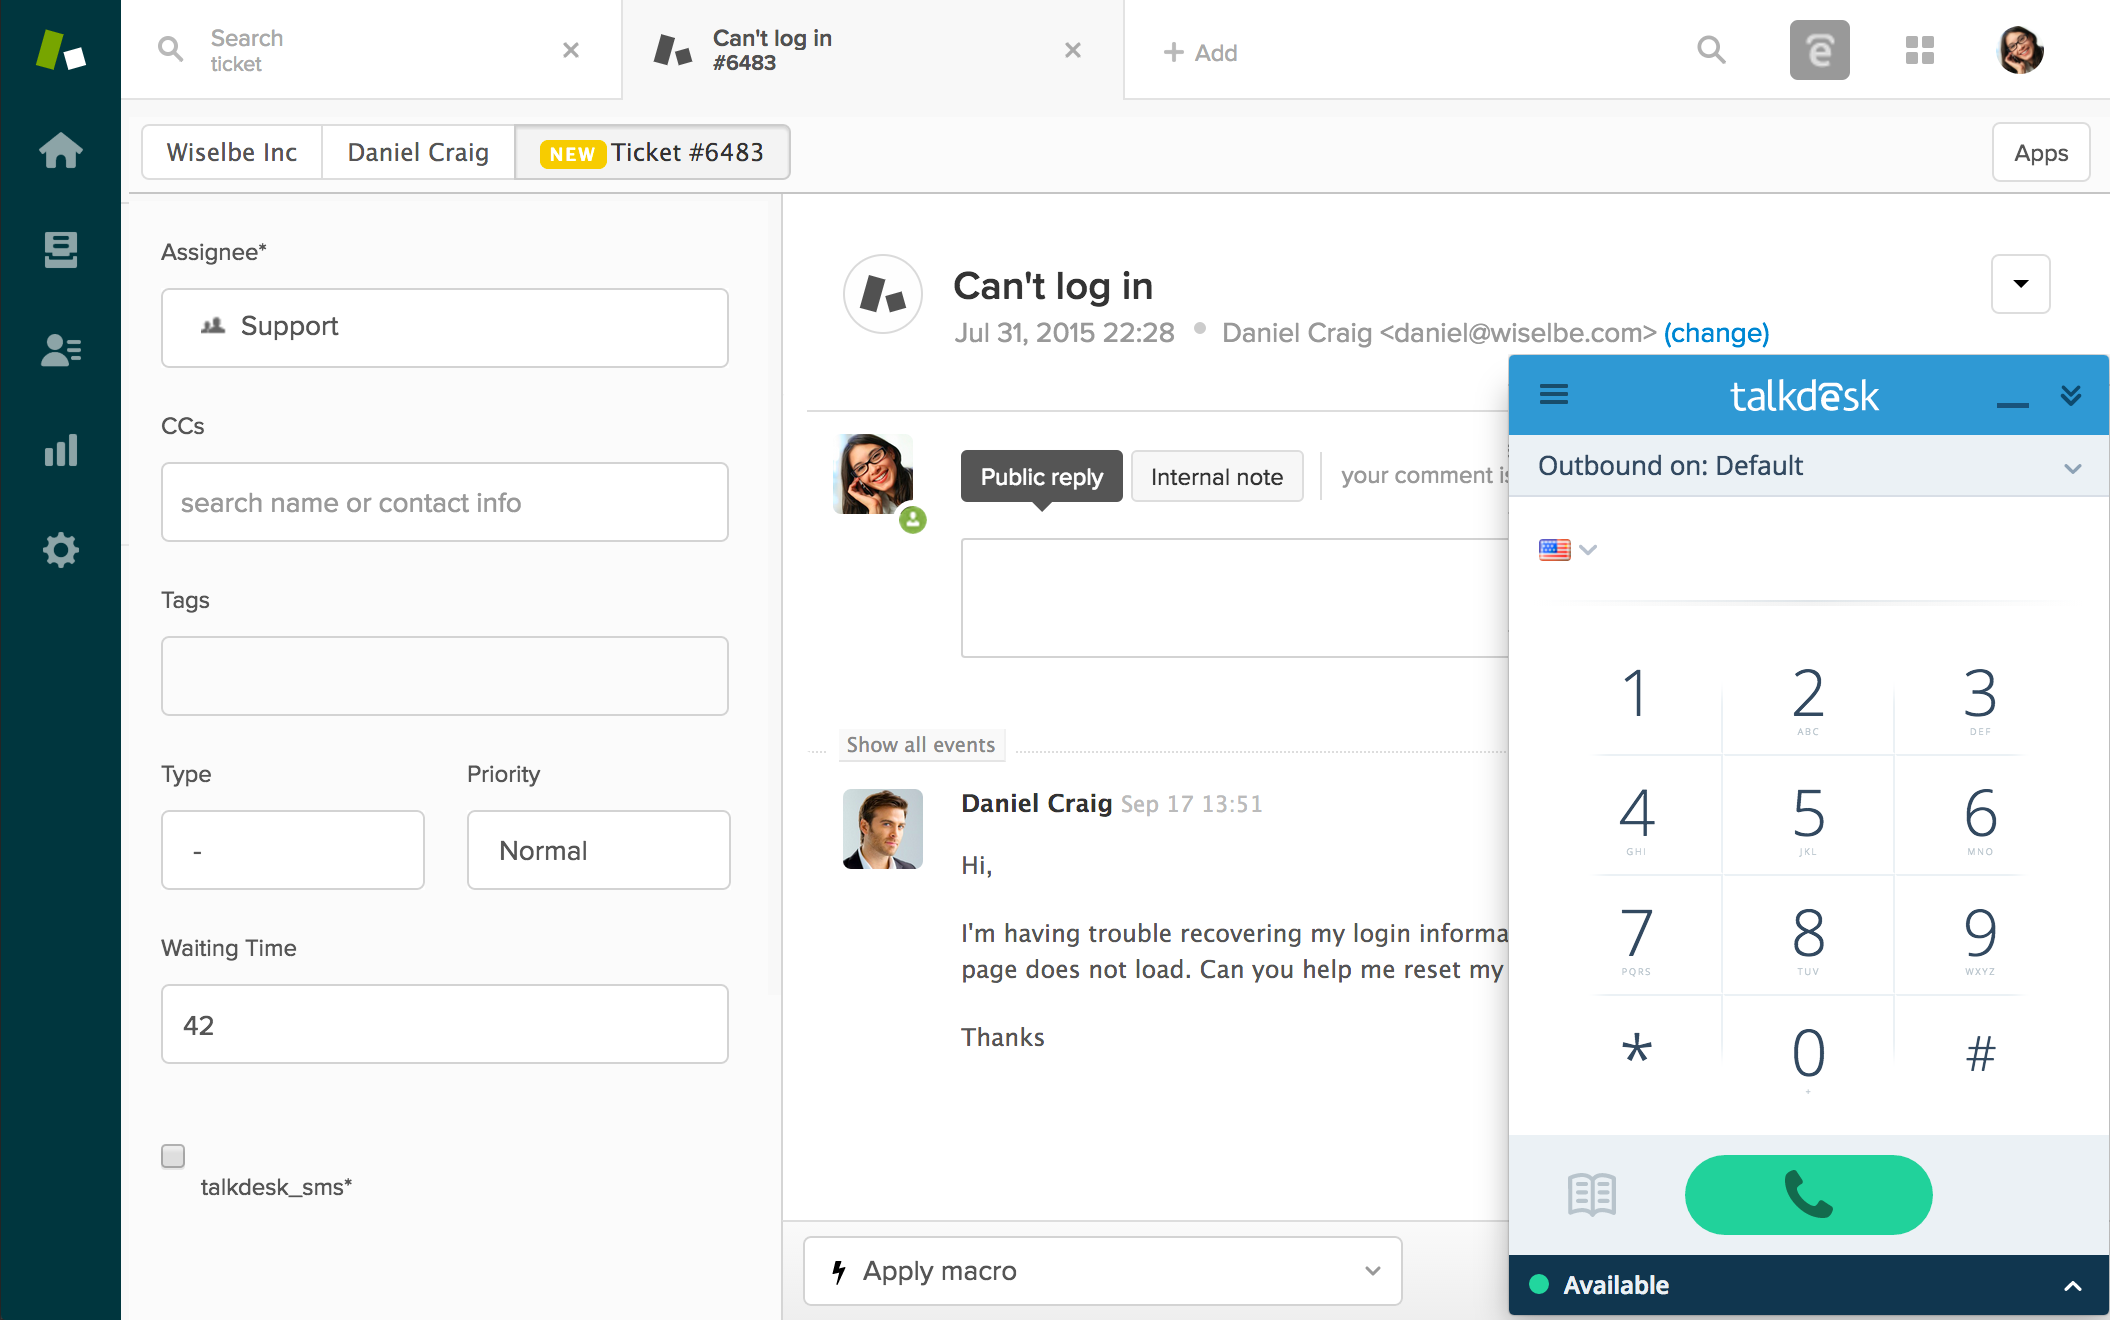 Search
ticket
Can't log in
#6483
Add
Wiselbe Inc
Daniel Craig
NEW Ticket #6483
Apps
Assignee*
Support
CCs
search name or contact info
Tags
Type
Priority
-
Normal
Waiting Time
42
talkdesk_sms*
Can't log in
Jul 31, 2015 22:28 Daniel Craig <daniel@wiselbe.com> (change)
Public reply
Internal note
your comment is
Show all events
Daniel Craig Sep 17 13:51
Hi,
I'm having trouble recovering my login informa
page does not load. Can you help me reset my
Thanks
Apply macro
talkdesk
Outbound on: Default
1 2 3
ABC DEF
4 5 6
GHI JKL MNO
7 8 9
PQRS TUV WXYZ
* 0 #
+
Available